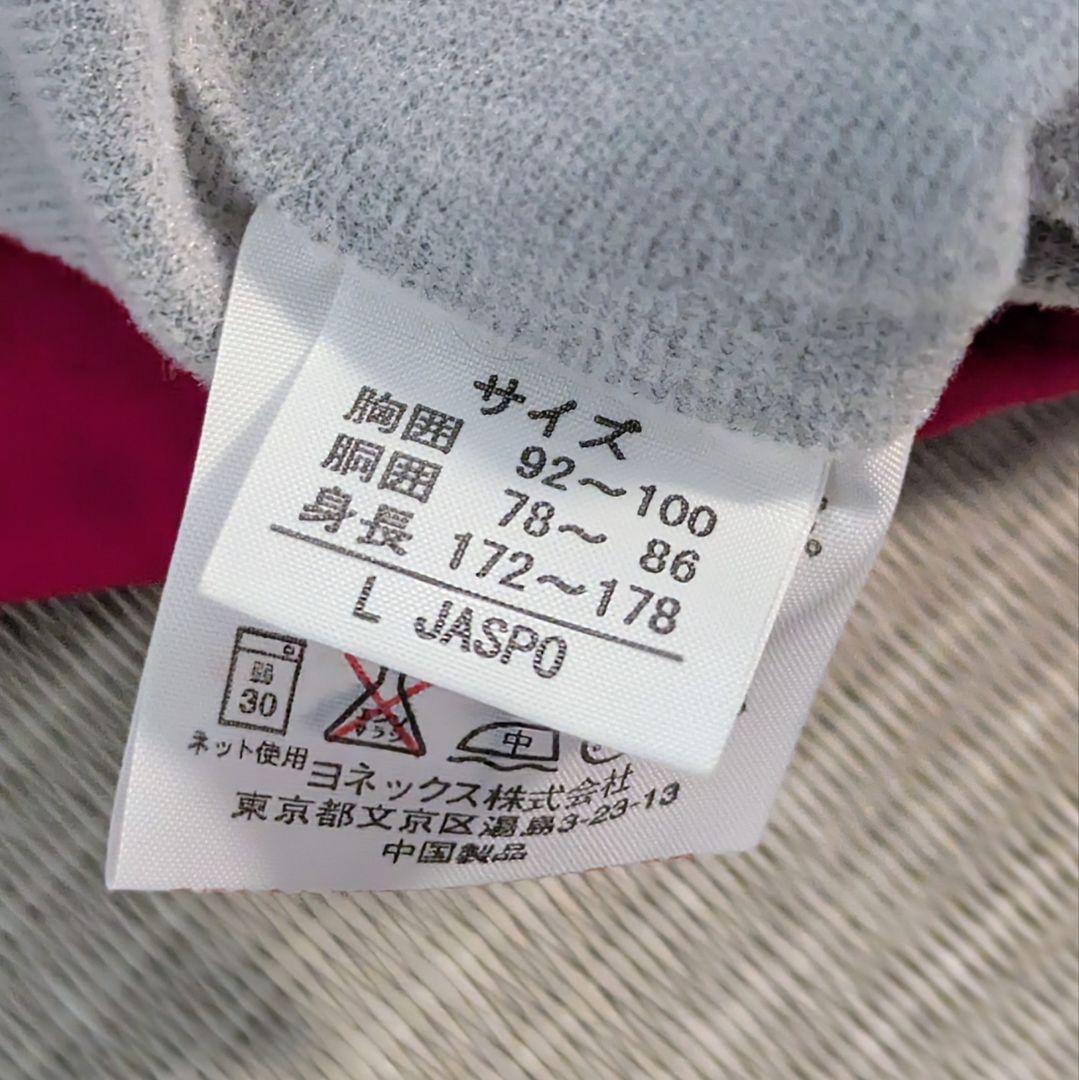 サイズ
胸囲 92～100
胴囲 78～ 86
身長 172～178
L JASPO
弱
30
中
ネット使用
ヨネックス株式会社
東京都文京区湯島3-23-13
中国製品